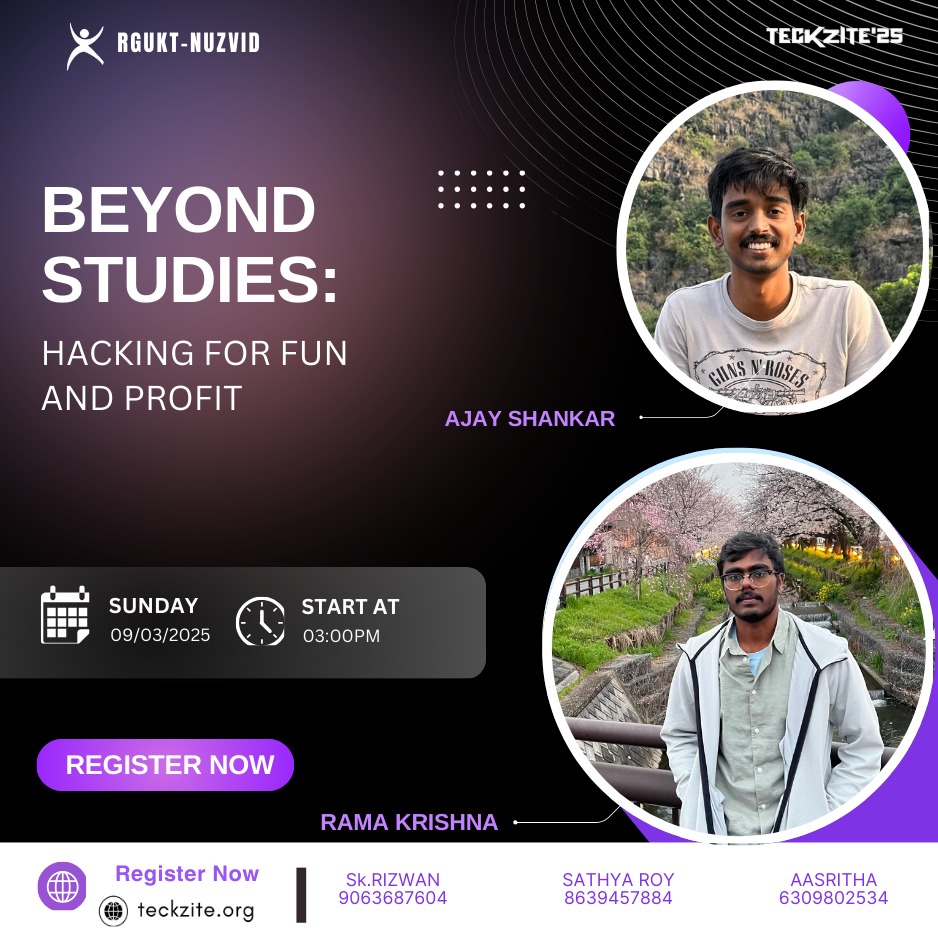 RGUKT-NUZVID
TECKZITE'25
BEYOND
STUDIES:
HACKING FOR FUN
AND PROFIT
GUNS N' ROSES
AJAY SHANKAR
SUNDAY
09/03/2025
START AT
03:00PM
REGISTER NOW
RAMA KRISHNA
Register Now
teckzite.org
Sk.RIZWAN
9063687604
SATHYA ROY
8639457884
AASRITHA
6309802534